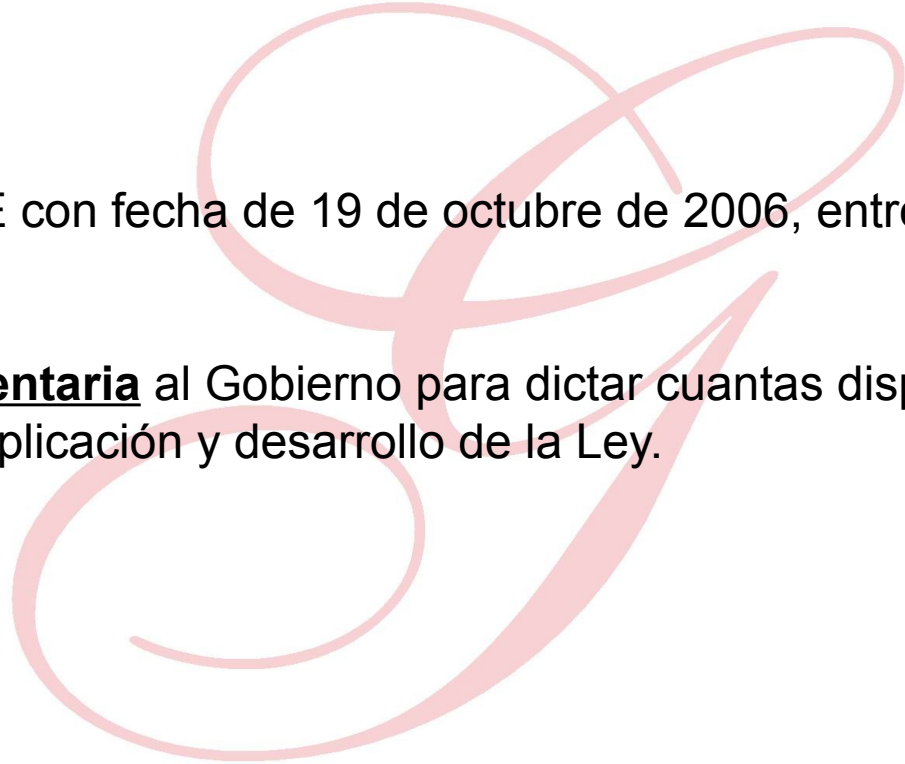 E con fecha de 19 de octubre de 2006, entr
entaria al Gobierno para dictar cuantas disp
plicación y desarrollo de la Ley.